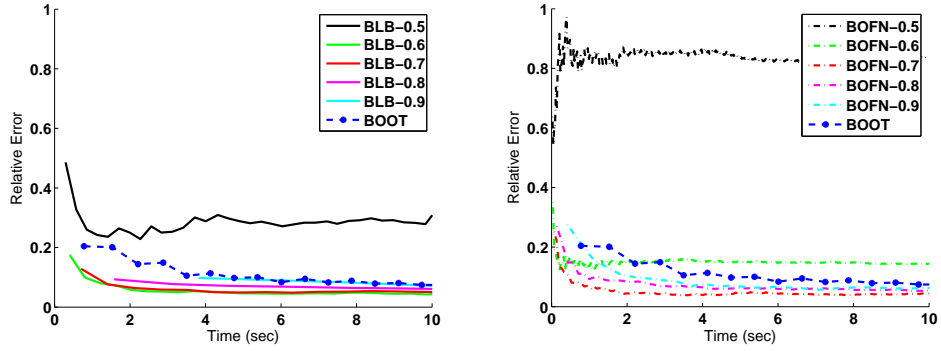 1
0.8
0.6
0.4
0.2
0
Relative Error
0 2 4 6 8 10
Time (sec)
BLB−0.5
BLB−0.6
BLB−0.7
BLB−0.8
BLB−0.9
BOOT
1
0.8
0.6
0.4
0.2
0
Relative Error
0 2 4 6 8 10
Time (sec)
BOFN−0.5
BOFN−0.6
BOFN−0.7
BOFN−0.8
BOFN−0.9
BOOT